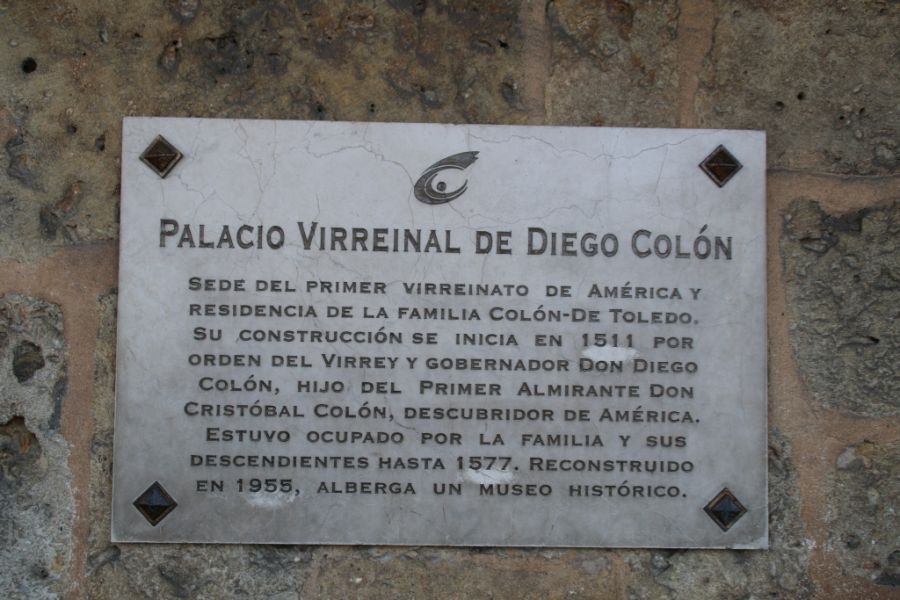 PALACIO VIRREINAL DE DIEGO COLÓN
SEDE DEL PRIMER VIRREINATO DE AMÉRICA Y
RESIDENCIA DE LA FAMILIA COLÓN-DE TOLEDO.
SU CONSTRUCCIÓN SE INICIA EN 1511 POR
ORDEN DEL VIRREY Y GOBERNADOR DON DIEGO
COLÓN, HIJO DEL PRIMER ALMIRANTE DON
CRISTÓBAL COLÓN, DESCUBRIDOR DE AMÉRICA.
ESTUVO OCUPADO POR LA FAMILIA Y SUS
DESCENDIENTES HASTA 1577. RECONSTRUIDO
EN 1955, ALBERGA UN MUSEO HISTÓRICO.